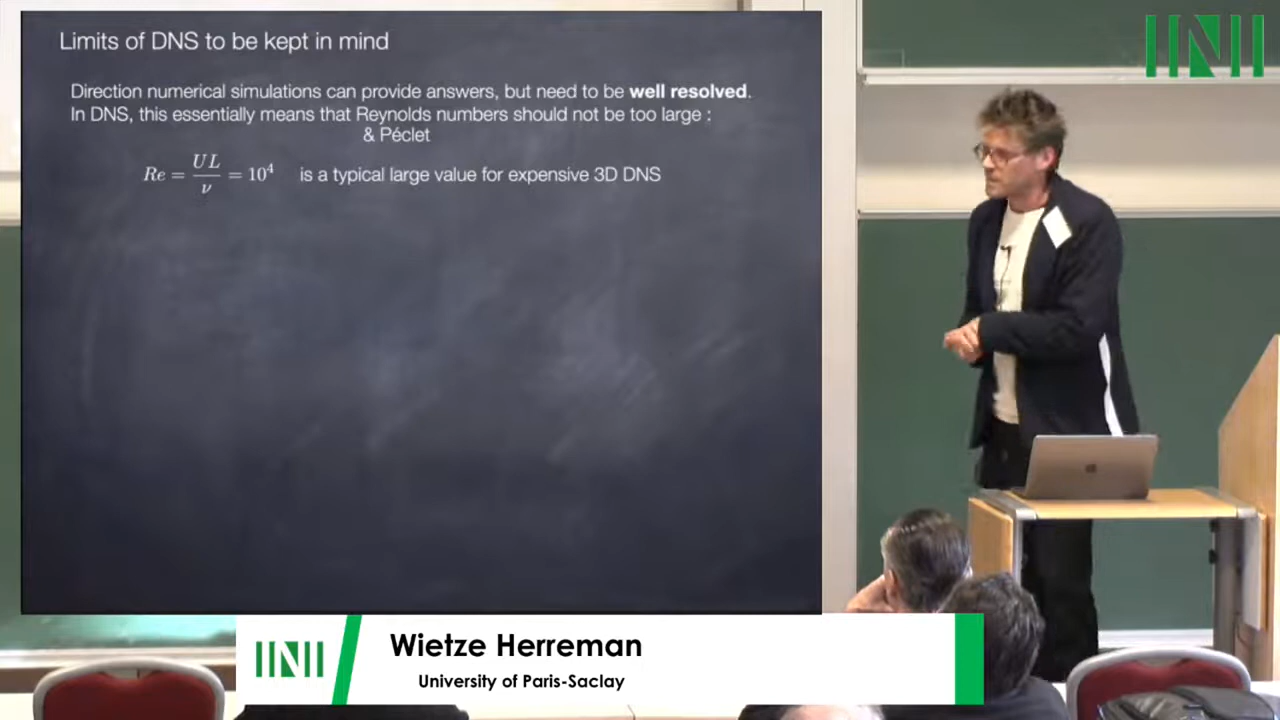 Limits of DNS to be kept in mind
Direction numerical simulations can provide answers, but need to be well resolved.
In DNS, this essentially means that Reynolds numbers should not be too large :
& Péclet
Re = UL/ν = 10⁴ is a typical large value for expensive 3D DNS
Wietze Herreman
University of Paris-Saclay